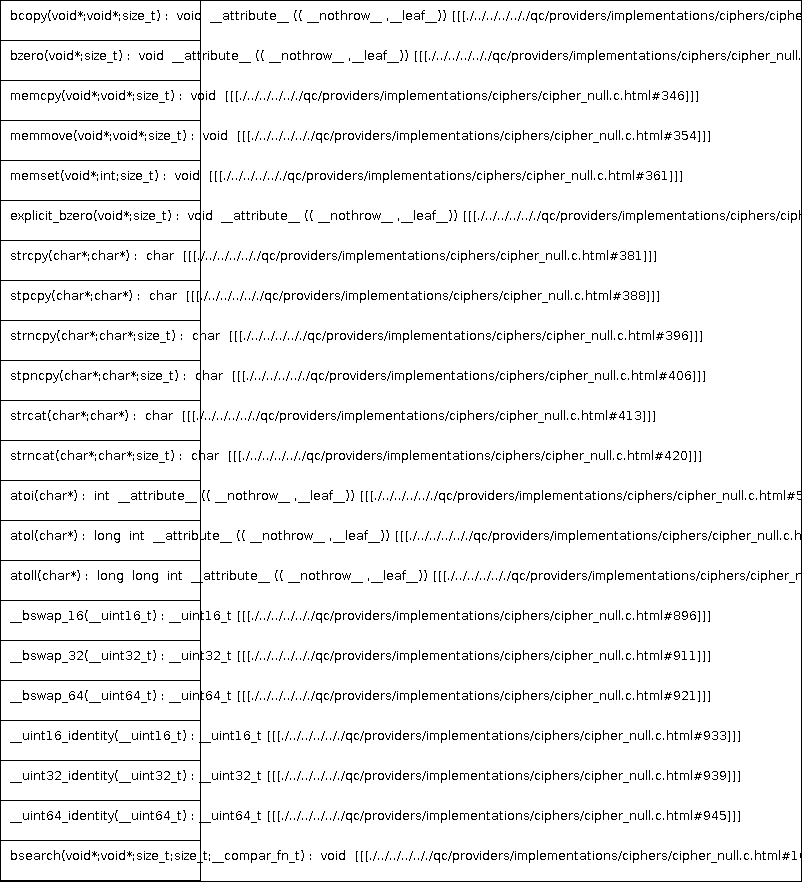 bcopy(void*;void*;size_t) : void __attribute__ (( __nothrow__ ,__leaf__)) [[[./../../../../qc/providers/implementations/ciphers/ciphe
bzero(void*;size_t) : void __attribute__ (( __nothrow__ ,__leaf__)) [[[./../../../../qc/providers/implementations/ciphers/cipher_null.
memcpy(void*;void*;size_t) : void [[[./../../../../qc/providers/implementations/ciphers/cipher_null.c.html#346]]]
memmove(void*;void*;size_t) : void [[[./../../../../qc/providers/implementations/ciphers/cipher_null.c.html#354]]]
memset(void*;int;size_t) : void [[[./../../../../qc/providers/implementations/ciphers/cipher_null.c.html#361]]]
explicit_bzero(void*;size_t) : void __attribute__ (( __nothrow__ ,__leaf__)) [[[./../../../../qc/providers/implementations/ciphers/ciph
strcpy(char*;char*) : char [[[./../../../../qc/providers/implementations/ciphers/cipher_null.c.html#381]]]
stpcpy(char*;char*) : char [[[./../../../../qc/providers/implementations/ciphers/cipher_null.c.html#388]]]
strncpy(char*;char*;size_t) : char [[[./../../../../qc/providers/implementations/ciphers/cipher_null.c.html#396]]]
stpncpy(char*;char*;size_t) : char [[[./../../../../qc/providers/implementations/ciphers/cipher_null.c.html#406]]]
strcat(char*;char*) : char [[[./../../../../qc/providers/implementations/ciphers/cipher_null.c.html#413]]]
strncat(char*;char*;size_t) : char [[[./../../../../qc/providers/implementations/ciphers/cipher_null.c.html#420]]]
atoi(char*) : int __attribute__ (( __nothrow__ ,__leaf__)) [[[./../../../../qc/providers/implementations/ciphers/cipher_null.c.html#5
atol(char*) : long int __attribute__ (( __nothrow__ ,__leaf__)) [[[./../../../../qc/providers/implementations/ciphers/cipher_null.c.h
atoll(char*) : long long int __attribute__ (( __nothrow__ ,__leaf__)) [[[./../../../../qc/providers/implementations/ciphers/cipher_n
__bswap_16(__uint16_t) : __uint16_t [[[./../../../../qc/providers/implementations/ciphers/cipher_null.c.html#896]]]
__bswap_32(__uint32_t) : __uint32_t [[[./../../../../qc/providers/implementations/ciphers/cipher_null.c.html#911]]]
__bswap_64(__uint64_t) : __uint64_t [[[./../../../../qc/providers/implementations/ciphers/cipher_null.c.html#921]]]
__uint16_identity(__uint16_t) : __uint16_t [[[./../../../../qc/providers/implementations/ciphers/cipher_null.c.html#933]]]
__uint32_identity(__uint32_t) : __uint32_t [[[./../../../../qc/providers/implementations/ciphers/cipher_null.c.html#939]]]
__uint64_identity(__uint64_t) : __uint64_t [[[./../../../../qc/providers/implementations/ciphers/cipher_null.c.html#945]]]
bsearch(void*;void*;size_t;size_t;__compar_fn_t) : void [[[./../../../../qc/providers/implementations/ciphers/cipher_null.c.html#1